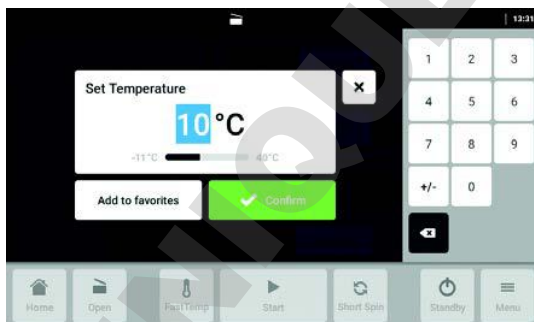 13:31
Set Temperature
10 °C
-11°C 40°C
Add to favorites
Confirm
1 2 3
4 5 6
7 8 9
+/- 0
Home Open FastTemp Start Short Spin Standby Menu
NIQUE